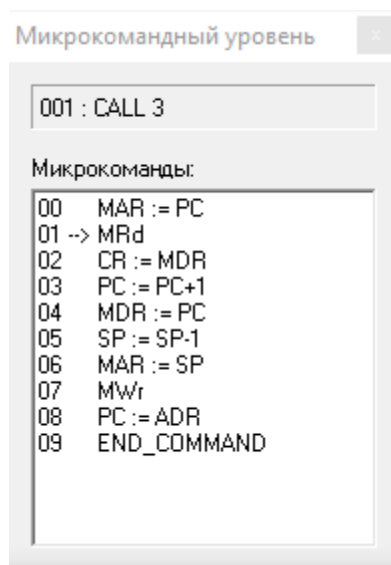 Микрокомандный уровень
001 : CALL 3
Микрокоманды:
00 MAR := PC
01 --> MRd
02 CR := MDR
03 PC := PC+1
04 MDR := PC
05 SP := SP-1
06 MAR := SP
07 MWr
08 PC := ADR
09 END_COMMAND